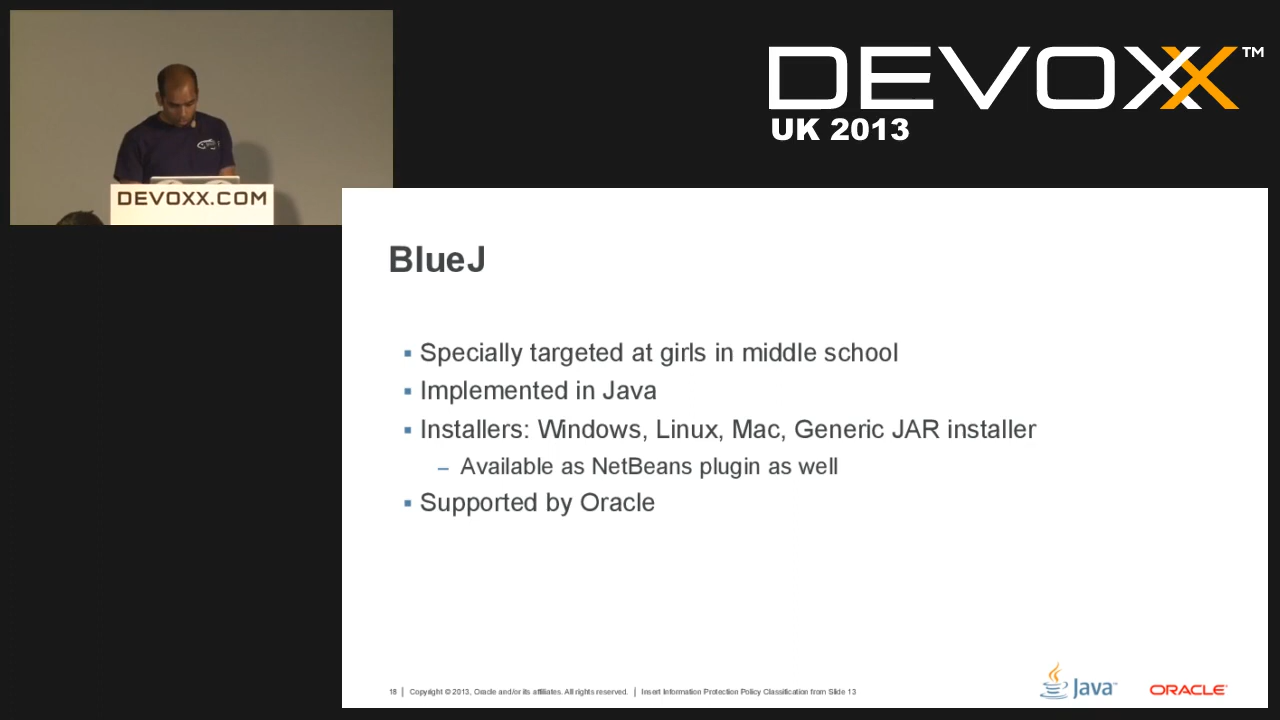 DEVOXX™
UK 2013
DEVOXX.COM
BlueJ
▪ Specially targeted at girls in middle school
▪ Implemented in Java
▪ Installers: Windows, Linux, Mac, Generic JAR installer
– Available as NetBeans plugin as well
▪ Supported by Oracle
18 | Copyright © 2013, Oracle and/or its affiliates. All rights reserved. | Insert Information Protection Policy Classification from Slide 13
Java™
ORACLE